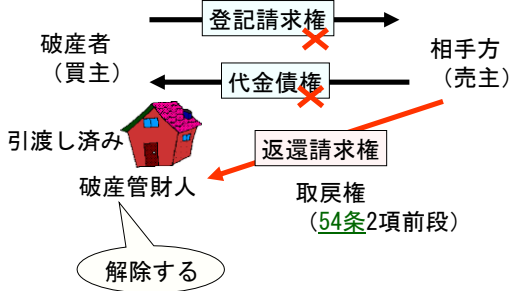 登記請求権
破産者
（買主）
相手方
（売主）
代金債権
引渡し済み
返還請求権
破産管財人
取戻権
（54条2項前段）
解除する